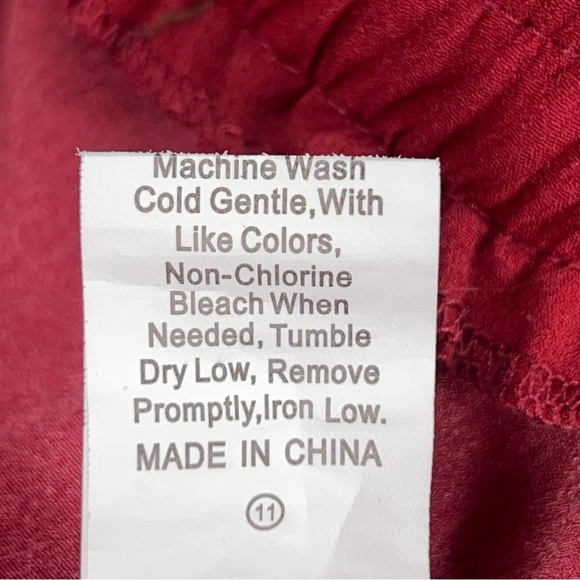 Machine Wash
Cold Gentle,With
Like Colors,
Non-Chlorine
Bleach When
Needed, Tumble
Dry Low, Remove
Promptly,Iron Low.
MADE IN CHINA
11